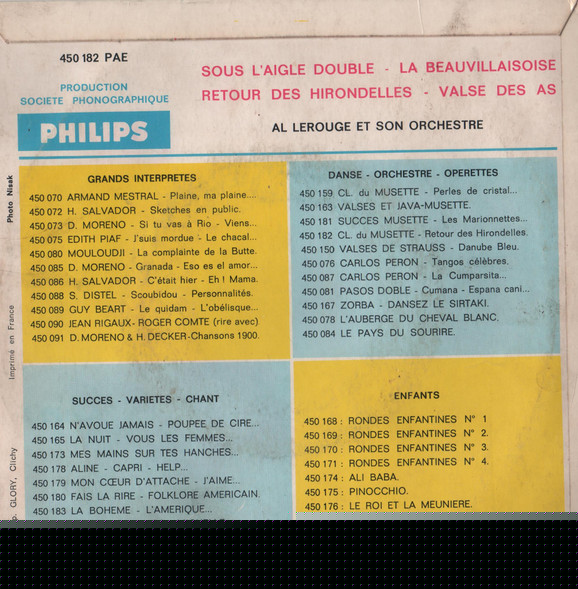 450 182 PAE
PRODUCTION
SOCIETE PHONOGRAPHIQUE
PHILIPS
SOUS L'AIGLE DOUBLE - LA BEAUVILLAISOISE
RETOUR DES HIRONDELLES - VALSE DES AS
AL LEROUGE ET SON ORCHESTRE
GRANDS INTERPRETES
450 070 ARMAND MESTRAL - Plaine, ma plaine....
450 072 H. SALVADOR - Sketches en public.
450 073 D. MORENO - Si tu vas à Rio - Viens...
450 075 EDITH PIAF - J'suis mordue - Le chacal...
450 080 MOULOUDJI - La complainte de la Butte.
450 085 D. MORENO - Granada - Eso es el amor...
450 086 H. SALVADOR - C'était hier - Eh ! Mama.
450 088 S. DISTEL - Scoubidou - Personnalités.
450 089 GUY BEART - Le quidam - L'obélisque...
450 090 JEAN RIGAUX- ROGER COMTE (rire avec)
450 091 D. MORENO & H. DECKER-Chansons 1900.
DANSE - ORCHESTRE - OPERETTES
450 159 CL. du MUSETTE - Perles de cristal...
450 163 VALSES ET JAVA-MUSETTE.
450 181 SUCCES MUSETTE - Les Marionnettes...
450 182 CL. du MUSETTE - Retour des Hirondelles.
450 150 VALSES DE STRAUSS - Danube Bleu.
450 076 CARLOS PERON - Tangos célèbres.
450 087 CARLOS PERON - La Cumparsita...
450 081 PASOS DOBLE - Cumana - Espana cani...
450 167 ZORBA - DANSEZ LE SIRTAKI.
450 078 L'AUBERGE DU CHEVAL BLANC.
450 084 LE PAYS DU SOURIRE.
SUCCES - VARIETES - CHANT
450 164 N'AVOUE JAMAIS - POUPEE DE CIRE...
450 165 LA NUIT - VOUS LES FEMMES...
450 173 MES MAINS SUR TES HANCHES...
450 178 ALINE - CAPRI - HELP...
450 179 MON CŒUR D'ATTACHE - J'AIME...
450 180 FAIS LA RIRE - FOLKLORE AMERICAIN.
450 183 LA BOHEME - L'AMERIQUE...
ENFANTS
450 168 : RONDES ENFANTINES N° 1
450 169 : RONDES ENFANTINES N° 2.
450 170 : RONDES ENFANTINES N° 3.
450 171 : RONDES ENFANTINES N° 4.
450 174 : ALI BABA.
450 175 : PINOCCHIO.
450 176 : LE ROI ET LA MEUNIERE.
Photo Nisak
Imprimé en France
GLORY, Clichy